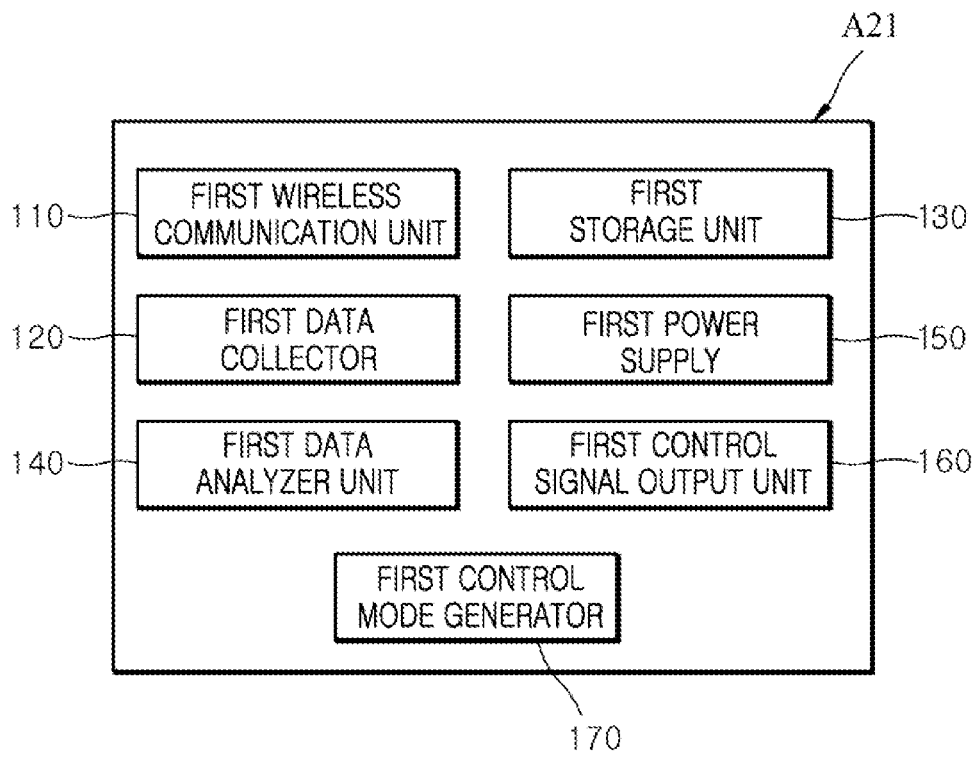 A21
110
FIRST WIRELESS
COMMUNICATION UNIT
FIRST
STORAGE UNIT
130
120
FIRST DATA
COLLECTOR
FIRST POWER
SUPPLY
150
140
FIRST DATA
ANALYZER UNIT
FIRST CONTROL
SIGNAL OUTPUT UNIT
160
FIRST CONTROL
MODE GENERATOR
170